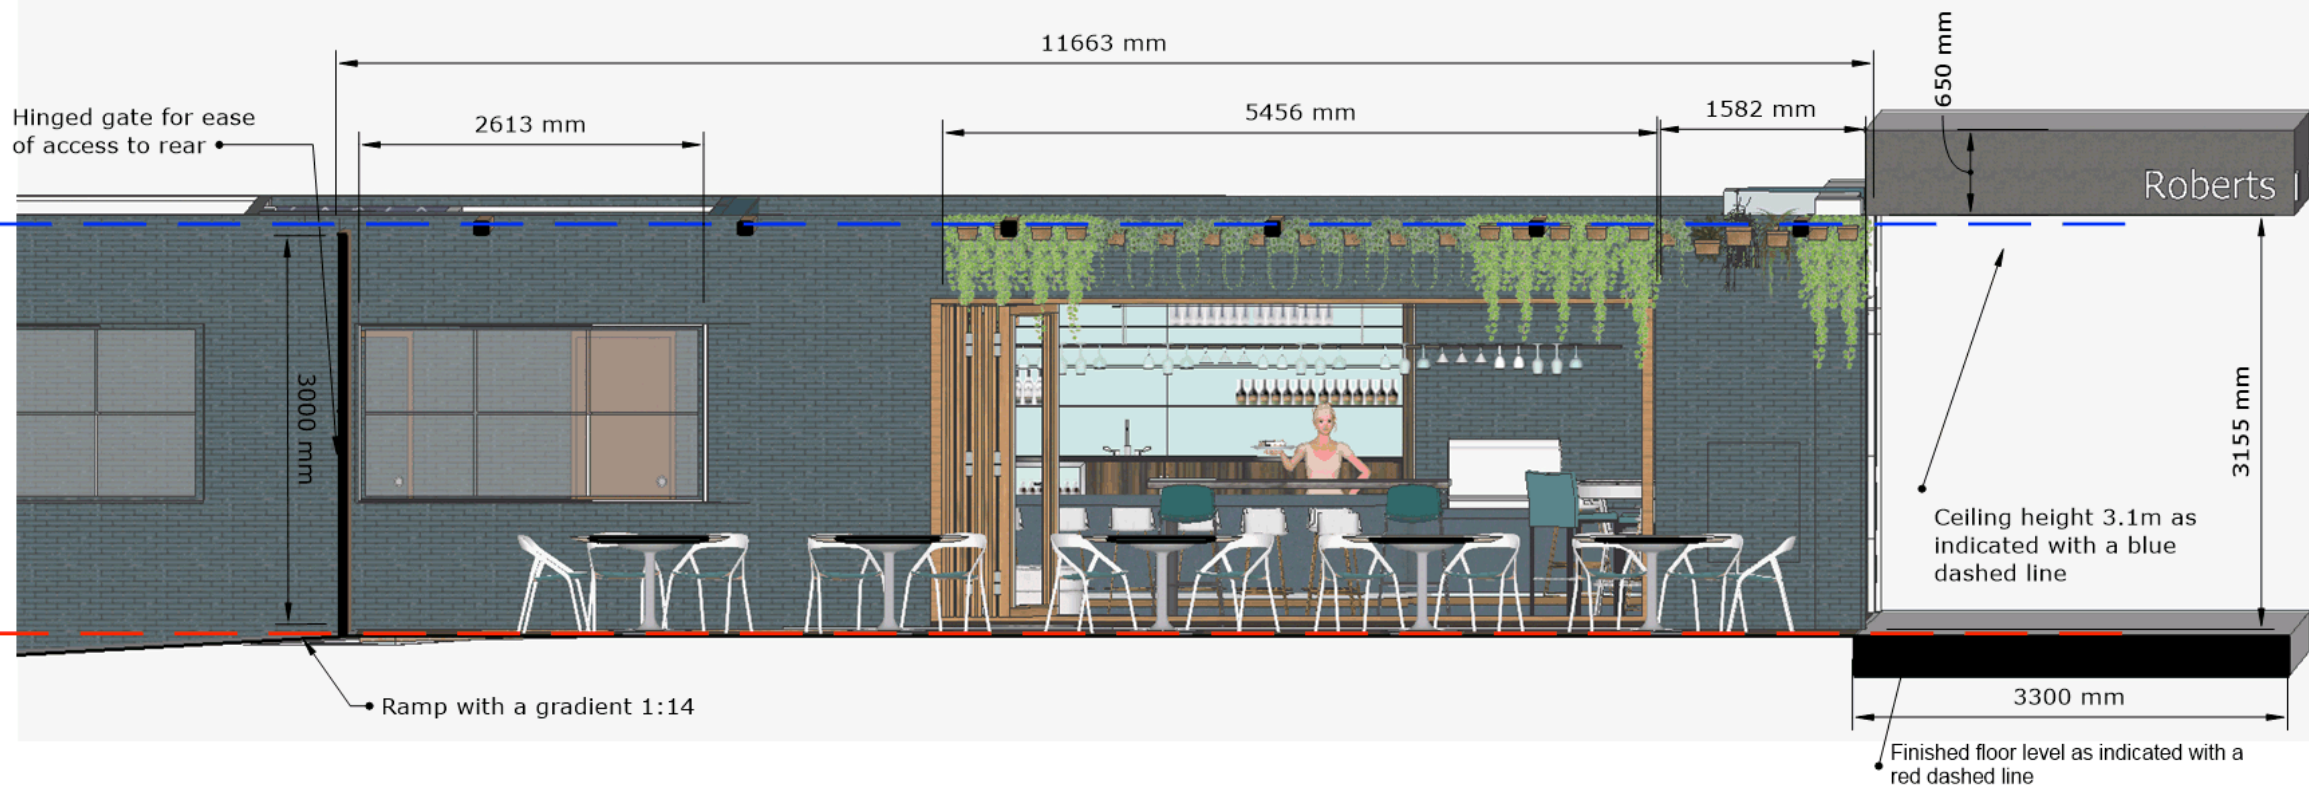 11663 mm
650 mm
Hinged gate for ease
of access to rear
2613 mm
5456 mm
1582 mm
Roberts
3000 mm
3155 mm
Ceiling height 3.1m as
indicated with a blue
dashed line
Ramp with a gradient 1:14
3300 mm
Finished floor level as indicated with a
red dashed line